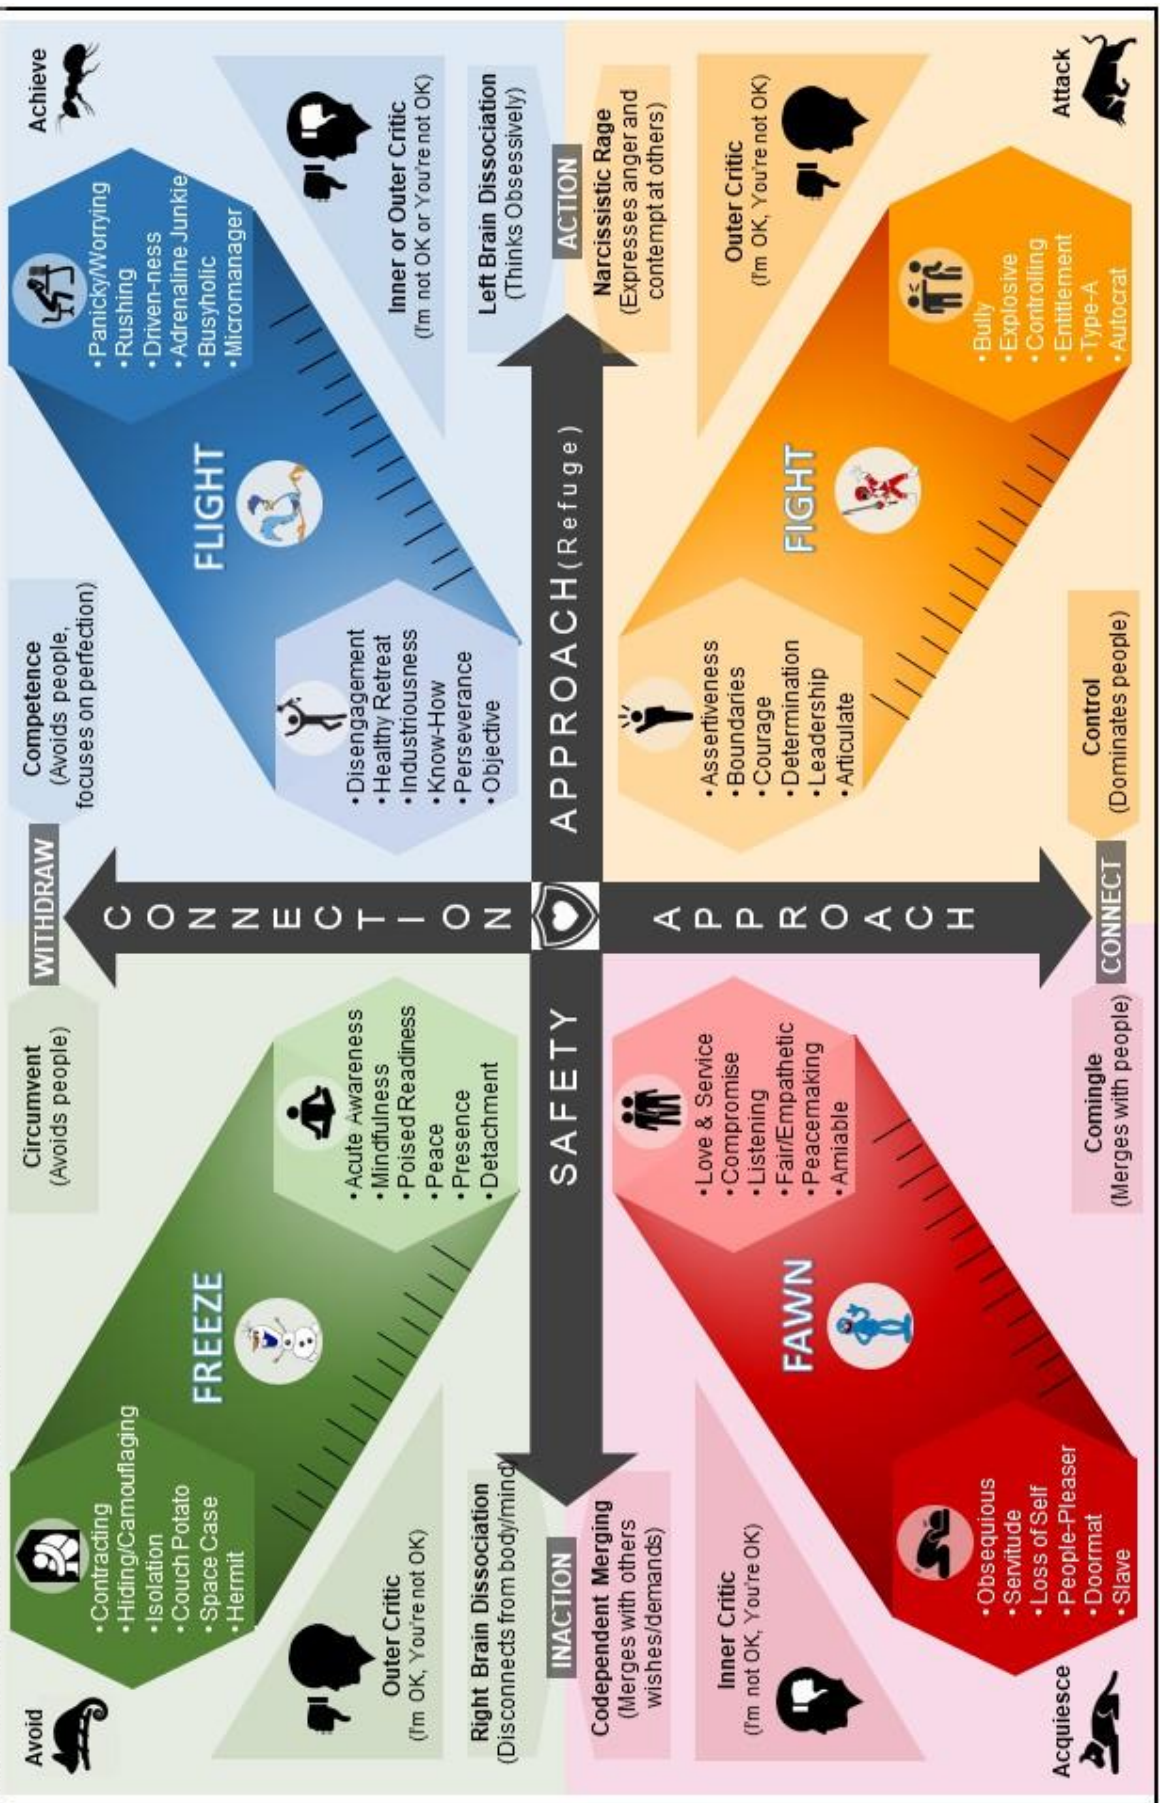 Avoid
• Contracting
• Hiding/Camouflaging
• Isolation
• Couch Potato
• Space Case
• Hermit
FREEZE
Circumvent
(Avoids people)
• Acute Awareness
• Mindfulness
• Poised Readiness
• Peace
• Presence
• Detachment
Outer Critic
(I'm OK, You're not OK)
Right Brain Dissociation
(Disconnects from body/mind)
WITHDRAW
Competence
(Avoids people,
focuses on perfection)
FLIGHT
• Panicky/Worrying
• Rushing
• Driven-ness
• Adrenaline Junkie
• Busyholic
• Micromanager
Achieve
• Disengagement
• Healthy Retreat
• Industriousness
• Know-How
• Perseverance
• Objective
Inner or Outer Critic
(I'm not OK or You're not OK)
Left Brain Dissociation
(Thinks Obsessively)
CONNECTION
INACTION
SAFETY
APPROACH (Refuge)
ACTION
APPROACH
Codependent Merging
(Merges with others
wishes/demands)
Inner Critic
(I'm not OK, You're OK)
• Love & Service
• Compromise
• Listening
• Fair/Empathetic
• Peacemaking
• Amiable
FAWN
• Obsequious
• Servitude
• Loss of Self
• People-Pleaser
• Doormat
• Slave
Acquiesce
Comingle
(Merges with people)
CONNECT
• Assertiveness
• Boundaries
• Courage
• Determination
• Leadership
• Articulate
FIGHT
Narcissistic Rage
(Expresses anger and
contempt at others)
Outer Critic
(I'm OK, You're not OK)
• Bully
• Explosive
• Controlling
• Entitlement
• Type-A
• Autocrat
Control
(Dominates people)
Attack